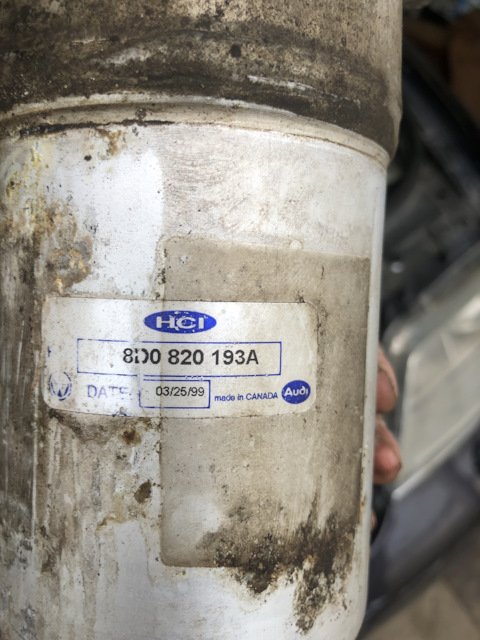 HCI
8D0 820 193A
DATE. 03/25/99 made in CANADA Audi